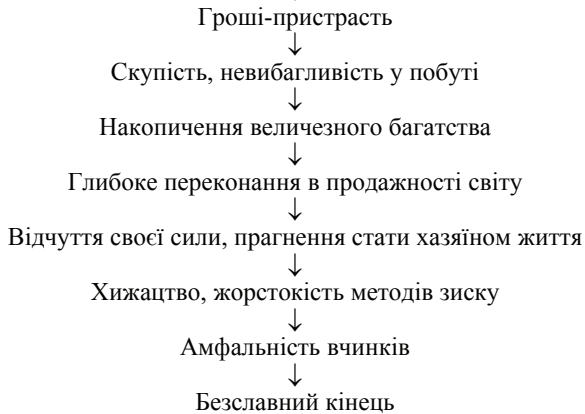 Гроші-пристрасть
↓
Скупість, невибагливість у побуті
↓
Накопичення величезного багатства
↓
Глибоке переконання в продажності світу
↓
Відчуття своєї сили, прагнення стати хазяїном життя
↓
Хижацтво, жорстокість методів зиску
↓
Амфальність вчинків
↓
Безславний кінець